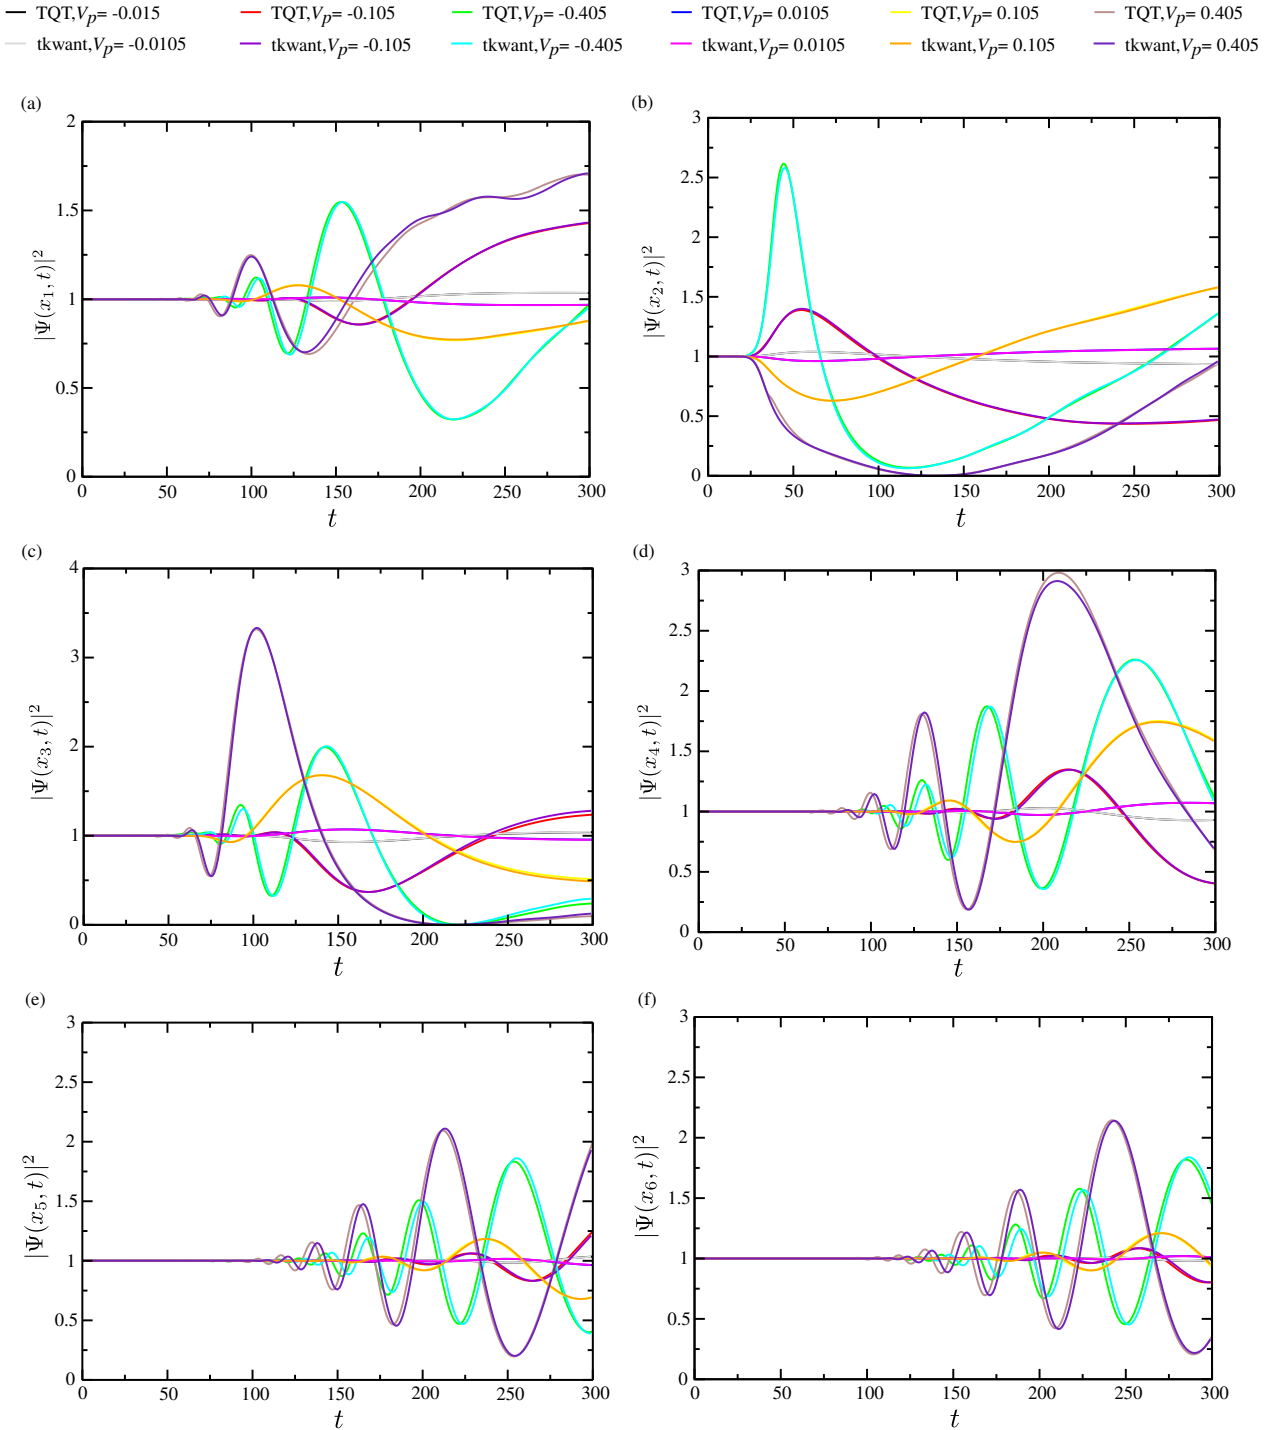 TQT,Vp= -0.015 TQT,Vp= -0.105 TQT,Vp= -0.405 TQT,Vp= 0.0105 TQT,Vp= 0.105 TQT,Vp= 0.405
tkwant,Vp= -0.0105 tkwant,Vp= -0.105 tkwant,Vp= -0.405 tkwant,Vp= 0.0105 tkwant,Vp= 0.105 tkwant,Vp= 0.405
(a)
2
1.5
1
0.5
0
|Ψ(x₁, t)|²
0 50 100 150 200 250 300
t
(b)
3
2.5
2
1.5
1
0.5
0
|Ψ(x₂, t)|²
0 50 100 150 200 250 300
t
(c)
4
3
2
1
0
|Ψ(x₃, t)|²
0 50 100 150 200 250 300
t
(d)
3
2.5
2
1.5
1
0.5
0
|Ψ(x₄, t)|²
0 50 100 150 200 250 300
t
(e)
3
2.5
2
1.5
1
0.5
0
|Ψ(x₅, t)|²
0 50 100 150 200 250 300
t
(f)
3
2.5
2
1.5
1
0.5
0
|Ψ(x₆, t)|²
0 50 100 150 200 250 300
t